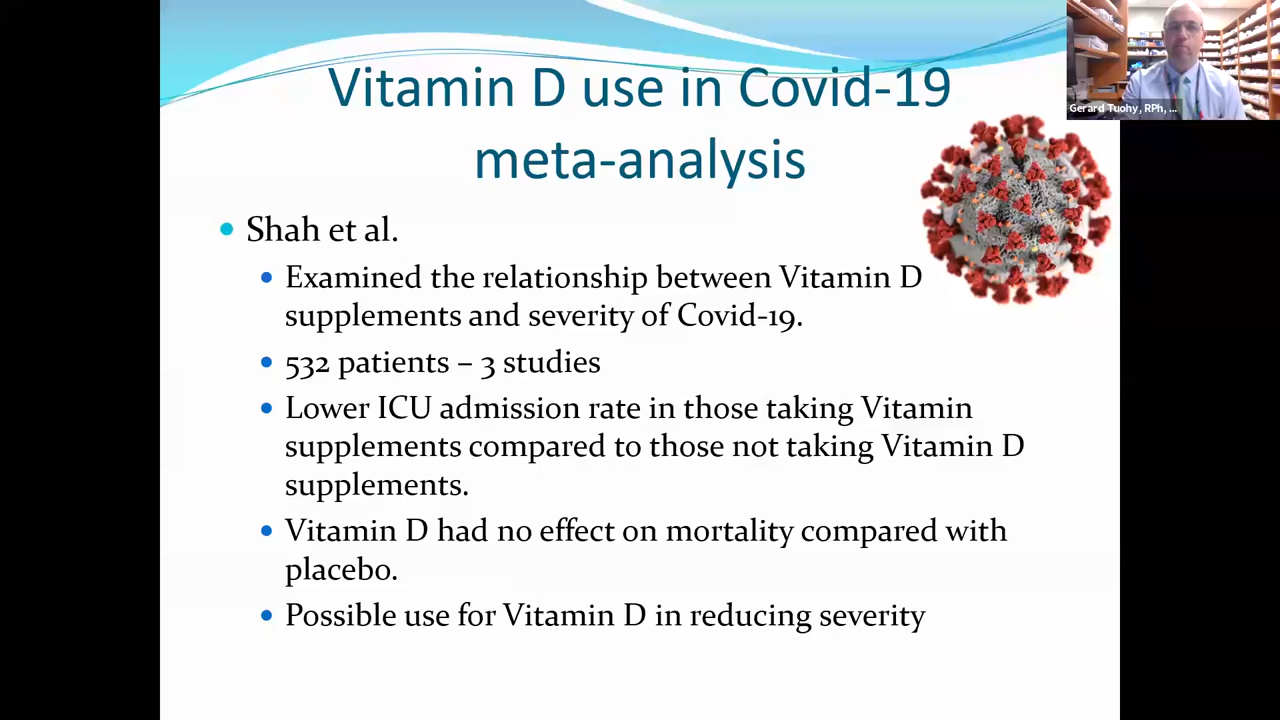 Gerard Tuohy, RPh, ...
Vitamin D use in Covid-19
meta-analysis
• Shah et al.
• Examined the relationship between Vitamin D
supplements and severity of Covid-19.
• 532 patients – 3 studies
• Lower ICU admission rate in those taking Vitamin
supplements compared to those not taking Vitamin D
supplements.
• Vitamin D had no effect on mortality compared with
placebo.
• Possible use for Vitamin D in reducing severity